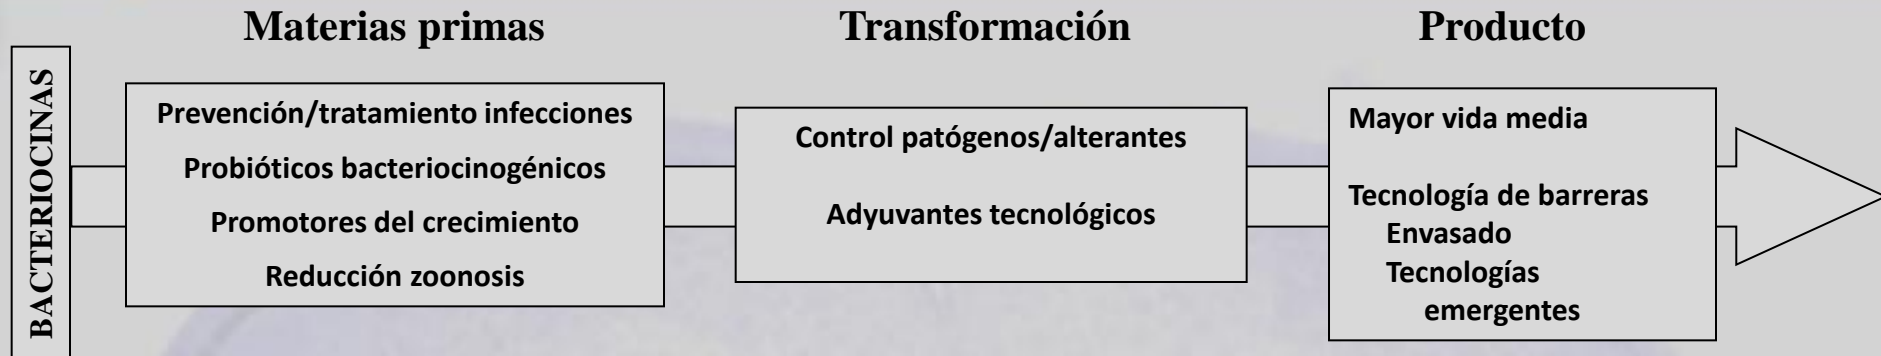 BACTERIOCINAS
Materias primas
Prevención/tratamiento infecciones
Probióticos bacteriocinogénicos
Promotores del crecimiento
Reducción zoonosis
Transformación
Control patógenos/alterantes
Adyuvantes tecnológicos
Producto
Mayor vida media
Tecnología de barreras
Envasado
Tecnologías
emergentes